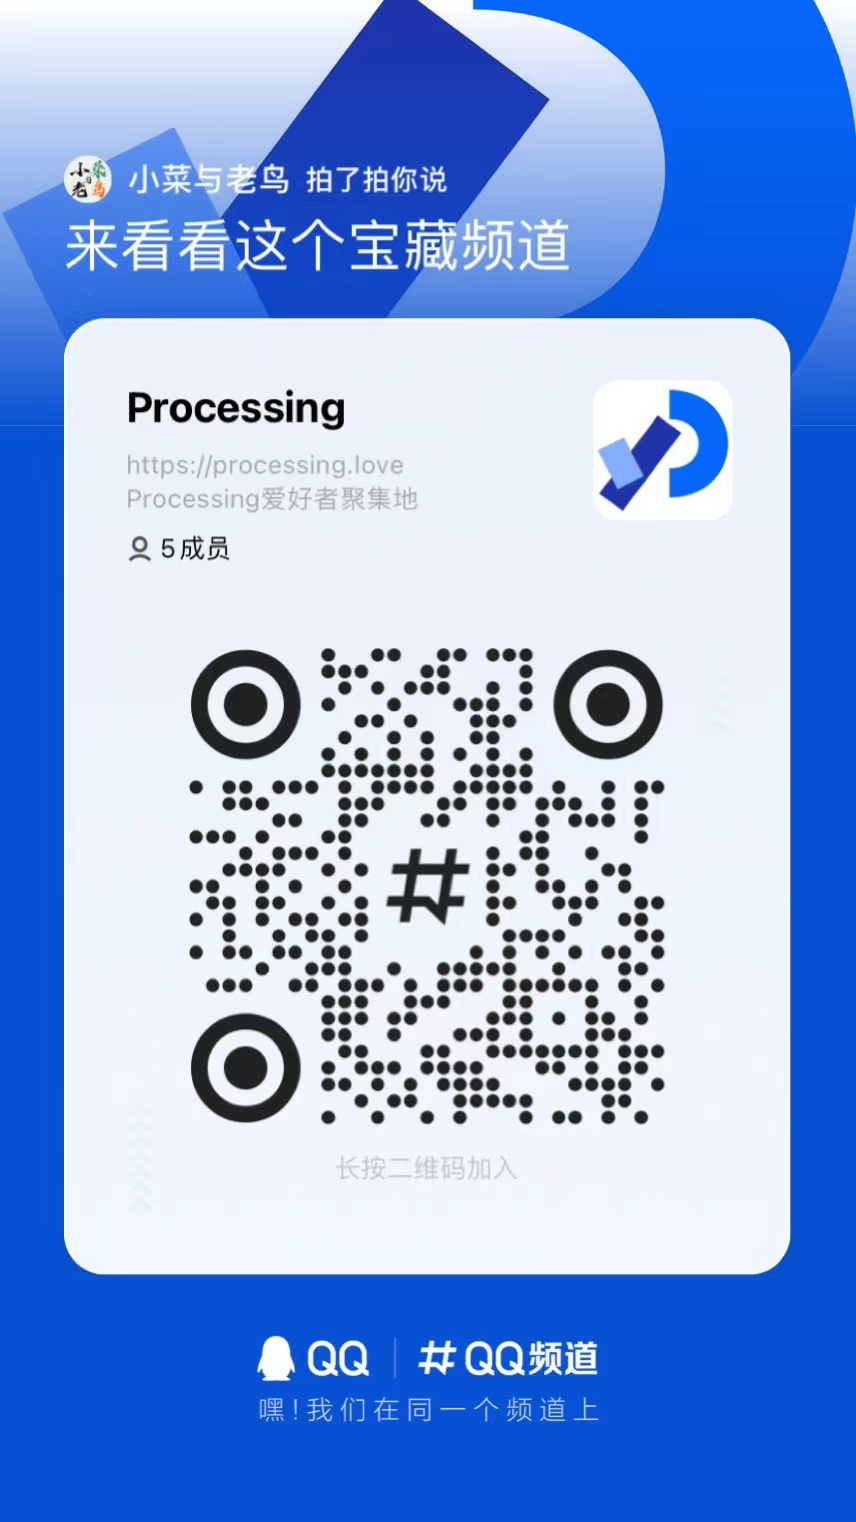 小菜与老鸟 拍了拍你说
来看看这个宝藏频道
Processing
https://processing.love
Processing爱好者聚集地
5成员
长按二维码加入
QQ | QQ频道
嘿!我们在同一个频道上